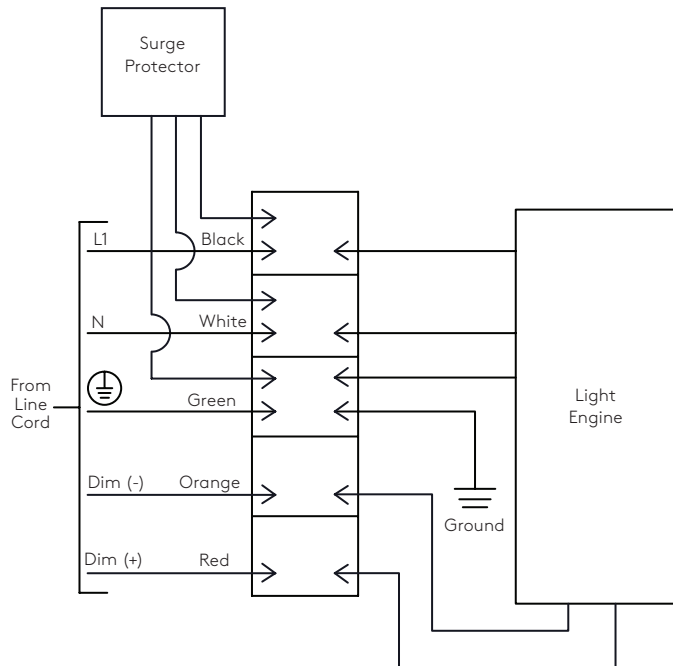 Surge
Protector
L1
Black
N
White
From
Line
Cord
Green
Light
Engine
Dim (-)
Orange
Ground
Dim (+)
Red